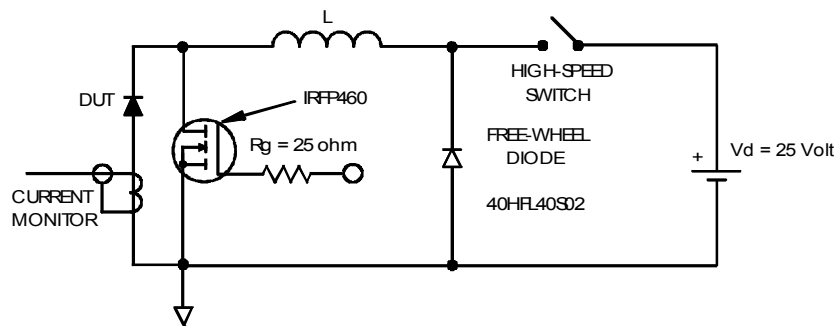 L
HIGH-SPEED
SWITCH
DUT
IRFP460
Rg = 25 ohm
FREE-WHEEL
DIODE
40HFL40S02
+
Vd = 25 Volt
CURRENT
MONITOR